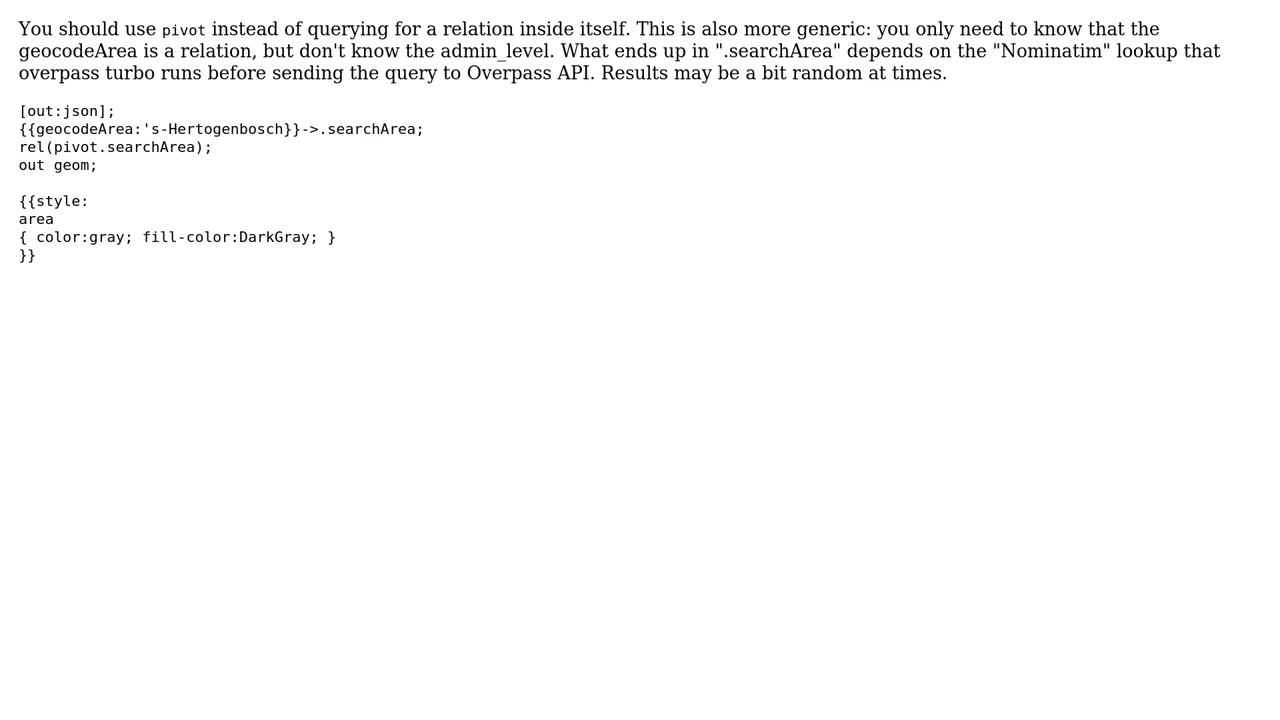 You should use pivot instead of querying for a relation inside itself. This is also more generic: you only need to know that the
geocodeArea is a relation, but don't know the admin_level. What ends up in ".searchArea" depends on the "Nominatim" lookup that
overpass turbo runs before sending the query to Overpass API. Results may be a bit random at times.
[out:json];
{{geocodeArea:'s-Hertogenbosch}}->.searchArea;
rel(pivot.searchArea);
out geom;
{{style:
area
{ color:gray; fill-color:DarkGray; }
}}